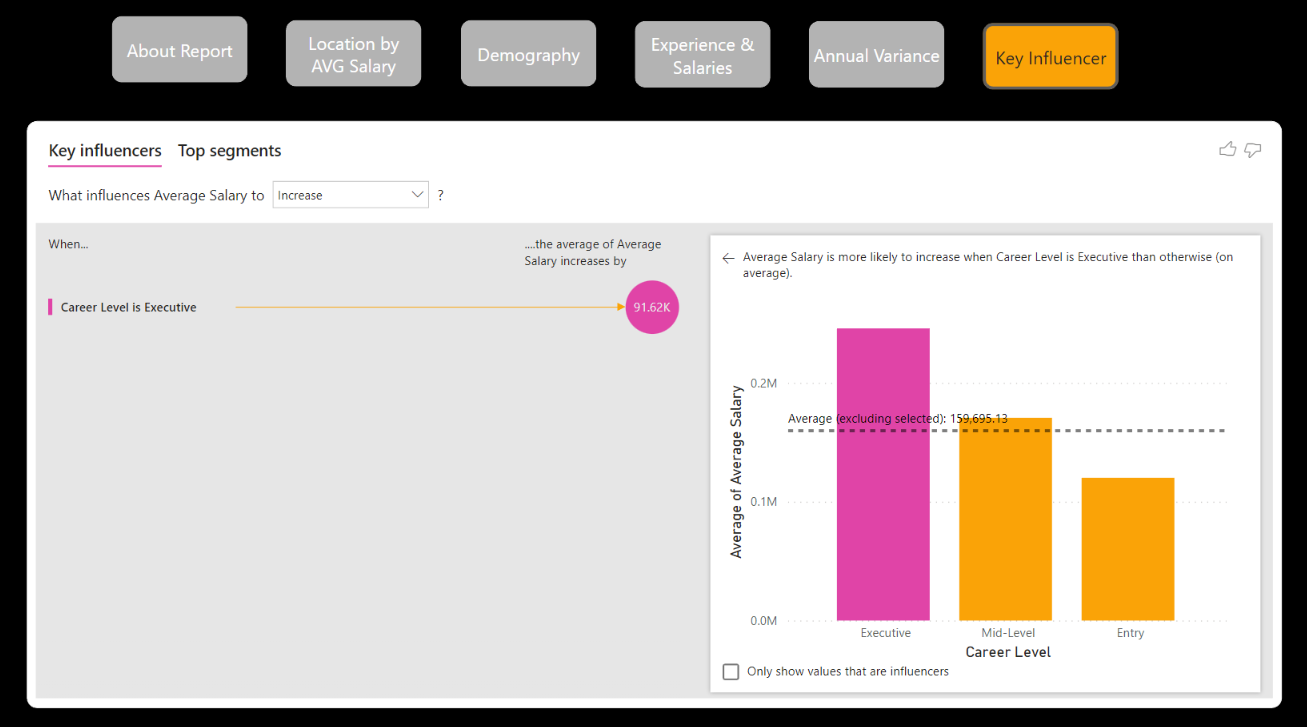 About Report
Location by
AVG Salary
Demography
Experience &
Salaries
Annual Variance
Key Influencer
Key influencers
Top segments
What influences Average Salary to
Increase
?
When...
....the average of Average
Salary increases by
Career Level is Executive
91.62K
Average Salary is more likely to increase when Career Level is Executive than otherwise (on
average).
Average of Average Salary
0.2M
Average (excluding selected): 159,695.13
0.1M
0.0M
Executive
Mid-Level
Entry
Career Level
Only show values that are influencers